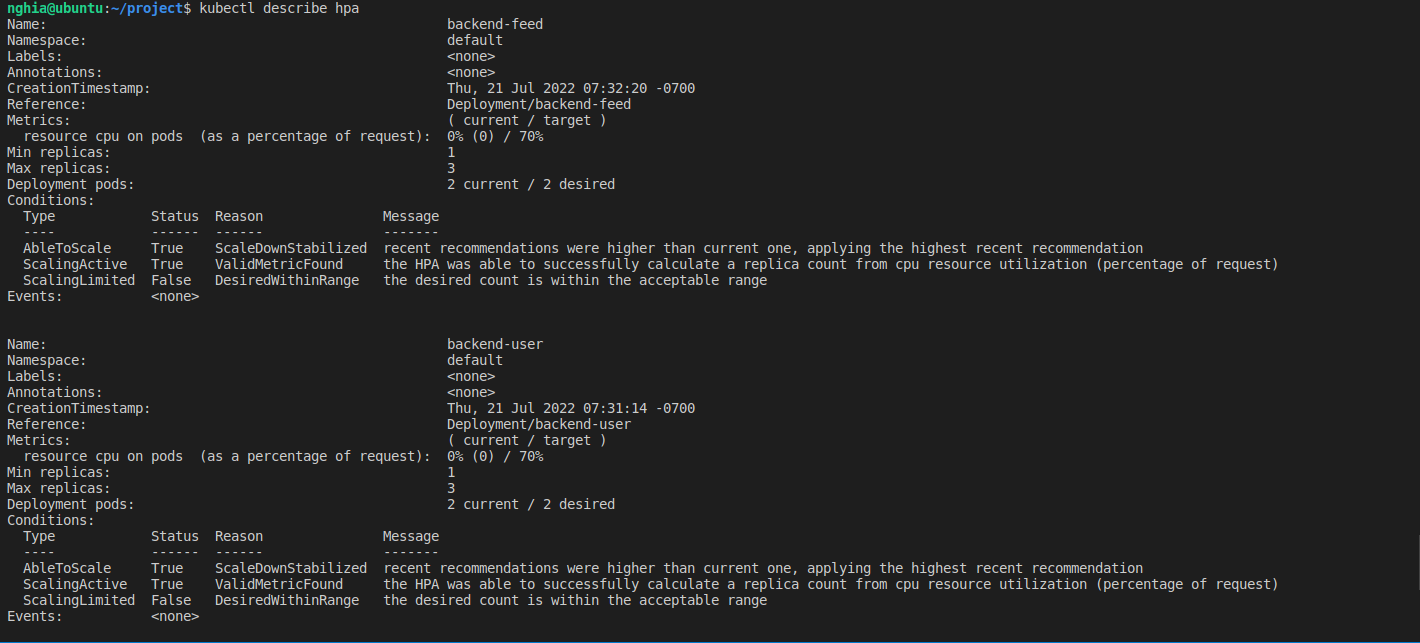 nghia@ubuntu:~/project$ kubectl describe hpa
Name:                                                  backend-feed
Namespace:                                             default
Labels:                                                <none>
Annotations:                                           <none>
CreationTimestamp:                                     Thu, 21 Jul 2022 07:32:20 -0700
Reference:                                             Deployment/backend-feed
Metrics:                                               ( current / target )
  resource cpu on pods  (as a percentage of request):  0% (0) / 70%
Min replicas:                                          1
Max replicas:                                          3
Deployment pods:                                       2 current / 2 desired
Conditions:
  Type            Status  Reason               Message
  ----            ------  ------               -------
  AbleToScale     True    ScaleDownStabilized  recent recommendations were higher than current one, applying the highest recent recommendation
  ScalingActive   True    ValidMetricFound     the HPA was able to successfully calculate a replica count from cpu resource utilization (percentage of request)
  ScalingLimited  False   DesiredWithinRange   the desired count is within the acceptable range
Events:           <none>
Name:                                                  backend-user
Namespace:                                             default
Labels:                                                <none>
Annotations:                                           <none>
CreationTimestamp:                                     Thu, 21 Jul 2022 07:31:14 -0700
Reference:                                             Deployment/backend-user
Metrics:                                               ( current / target )
  resource cpu on pods  (as a percentage of request):  0% (0) / 70%
Min replicas:                                          1
Max replicas:                                          3
Deployment pods:                                       2 current / 2 desired
Conditions:
  Type            Status  Reason               Message
  ----            ------  ------               -------
  AbleToScale     True    ScaleDownStabilized  recent recommendations were higher than current one, applying the highest recent recommendation
  ScalingActive   True    ValidMetricFound     the HPA was able to successfully calculate a replica count from cpu resource utilization (percentage of request)
  ScalingLimited  False   DesiredWithinRange   the desired count is within the acceptable range
Events:           <none>